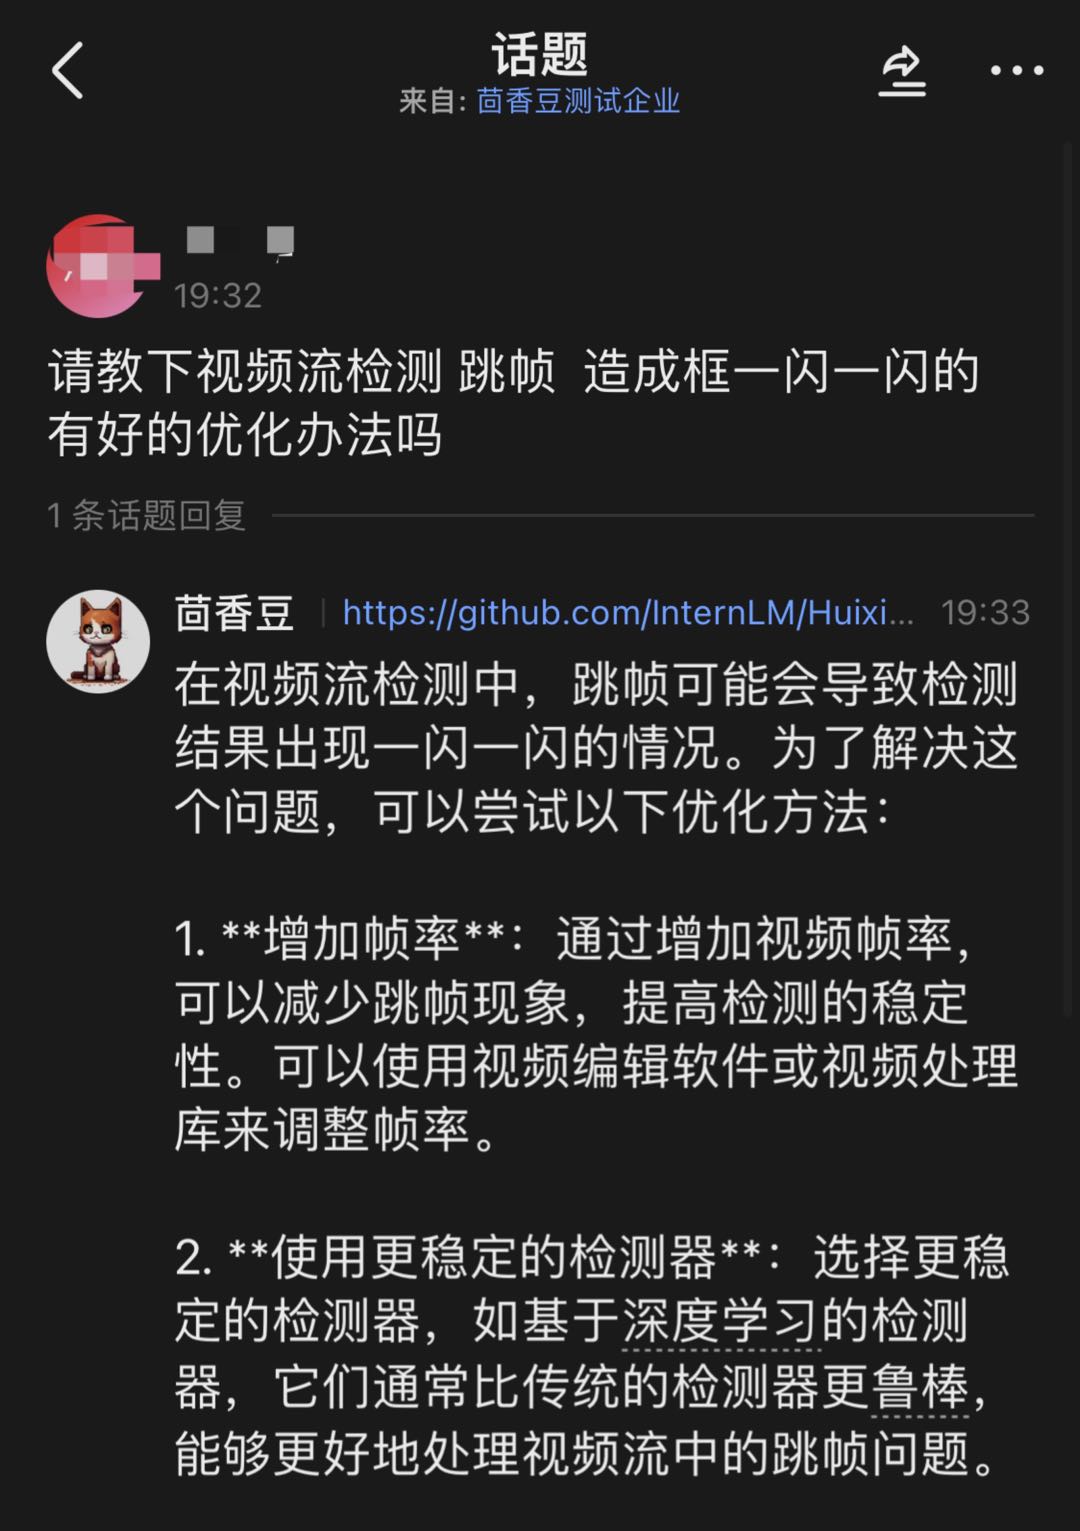 话题
来自: 茴香豆测试企业
19:32
请教下视频流检测 跳帧 造成框一闪一闪的
有好的优化办法吗
1 条话题回复
茴香豆 | https://github.com/InternLM/Huixi... 19:33
在视频流检测中，跳帧可能会导致检测
结果出现一闪一闪的情况。为了解决这
个问题，可以尝试以下优化方法：
1. **增加帧率**：通过增加视频帧率，
可以减少跳帧现象，提高检测的稳定
性。可以使用视频编辑软件或视频处理
库来调整帧率。
2. **使用更稳定的检测器**：选择更稳
定的检测器，如基于深度学习的检测
器，它们通常比传统的检测器更鲁棒，
能够更好地处理视频流中的跳帧问题。